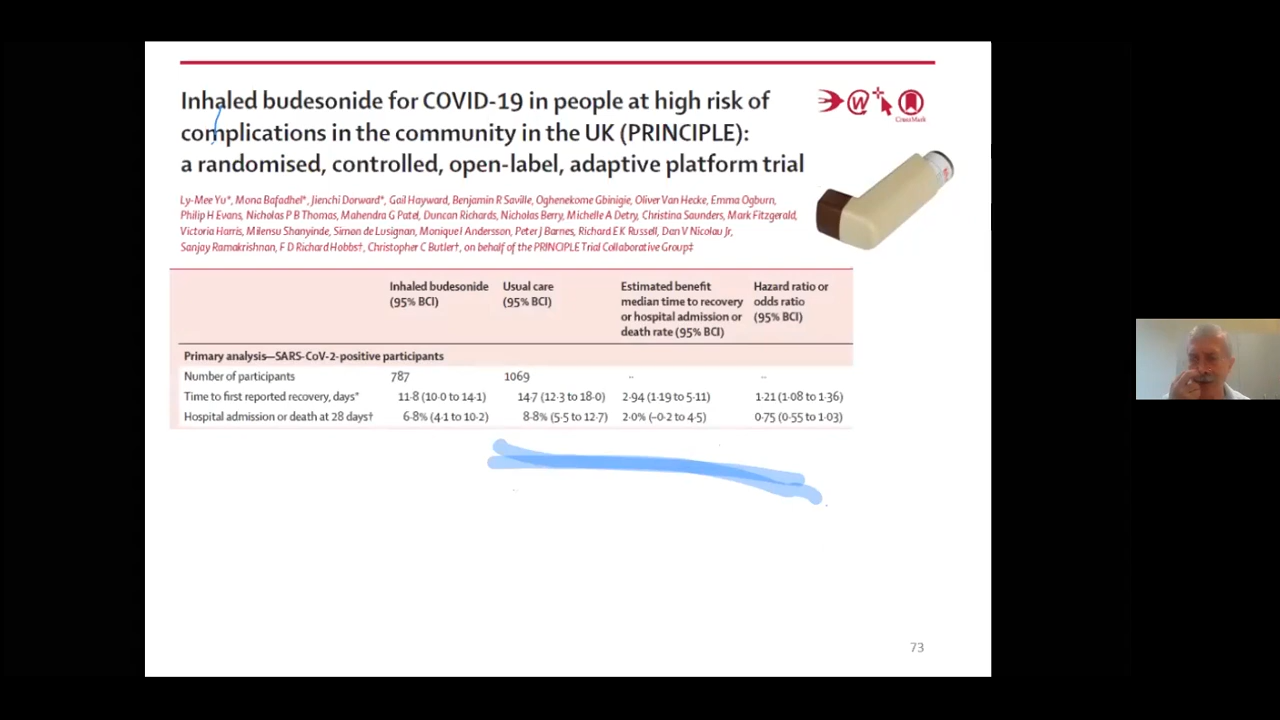 Inhaled budesonide for COVID-19 in people at high risk of
complications in the community in the UK (PRINCIPLE):
a randomised, controlled, open-label, adaptive platform trial
CrossMark
Ly-Mee Yu*, Mona Bafadhel*, Jienchi Dorward*, Gail Hayward, Benjamin R Saville, Oghenekome Gbinigie, Oliver Van Hecke, Emma Ogburn,
Philip H Evans, Nicholas P B Thomas, Mahendra G Patel, Duncan Richards, Nicholas Berry, Michelle A Detry, Christina Saunders, Mark Fitzgerald,
Victoria Harris, Milensu Shanyinde, Simon de Lusignan, Monique I Andersson, Peter J Barnes, Richard E K Russell, Dan V Nicolau Jr,
Sanjay Ramakrishnan, F D Richard Hobbs†, Christopher C Butler†, on behalf of the PRINCIPLE Trial Collaborative Group‡
Inhaled budesonide Usual care Estimated benefit Hazard ratio or
(95% BCI) (95% BCI) median time to recovery odds ratio
or hospital admission or (95% BCI)
death rate (95% BCI)
Primary analysis—SARS-CoV-2-positive participants
Number of participants 787 1069 ·· ··
Time to first reported recovery, days* 11·8 (10·0 to 14·1) 14·7 (12·3 to 18·0) 2·94 (1·19 to 5·11) 1·21 (1·08 to 1·36)
Hospital admission or death at 28 days† 6·8% (4·1 to 10·2) 8·8% (5·5 to 12·7) 2·0% (–0·2 to 4·5) 0·75 (0·55 to 1·03)
73